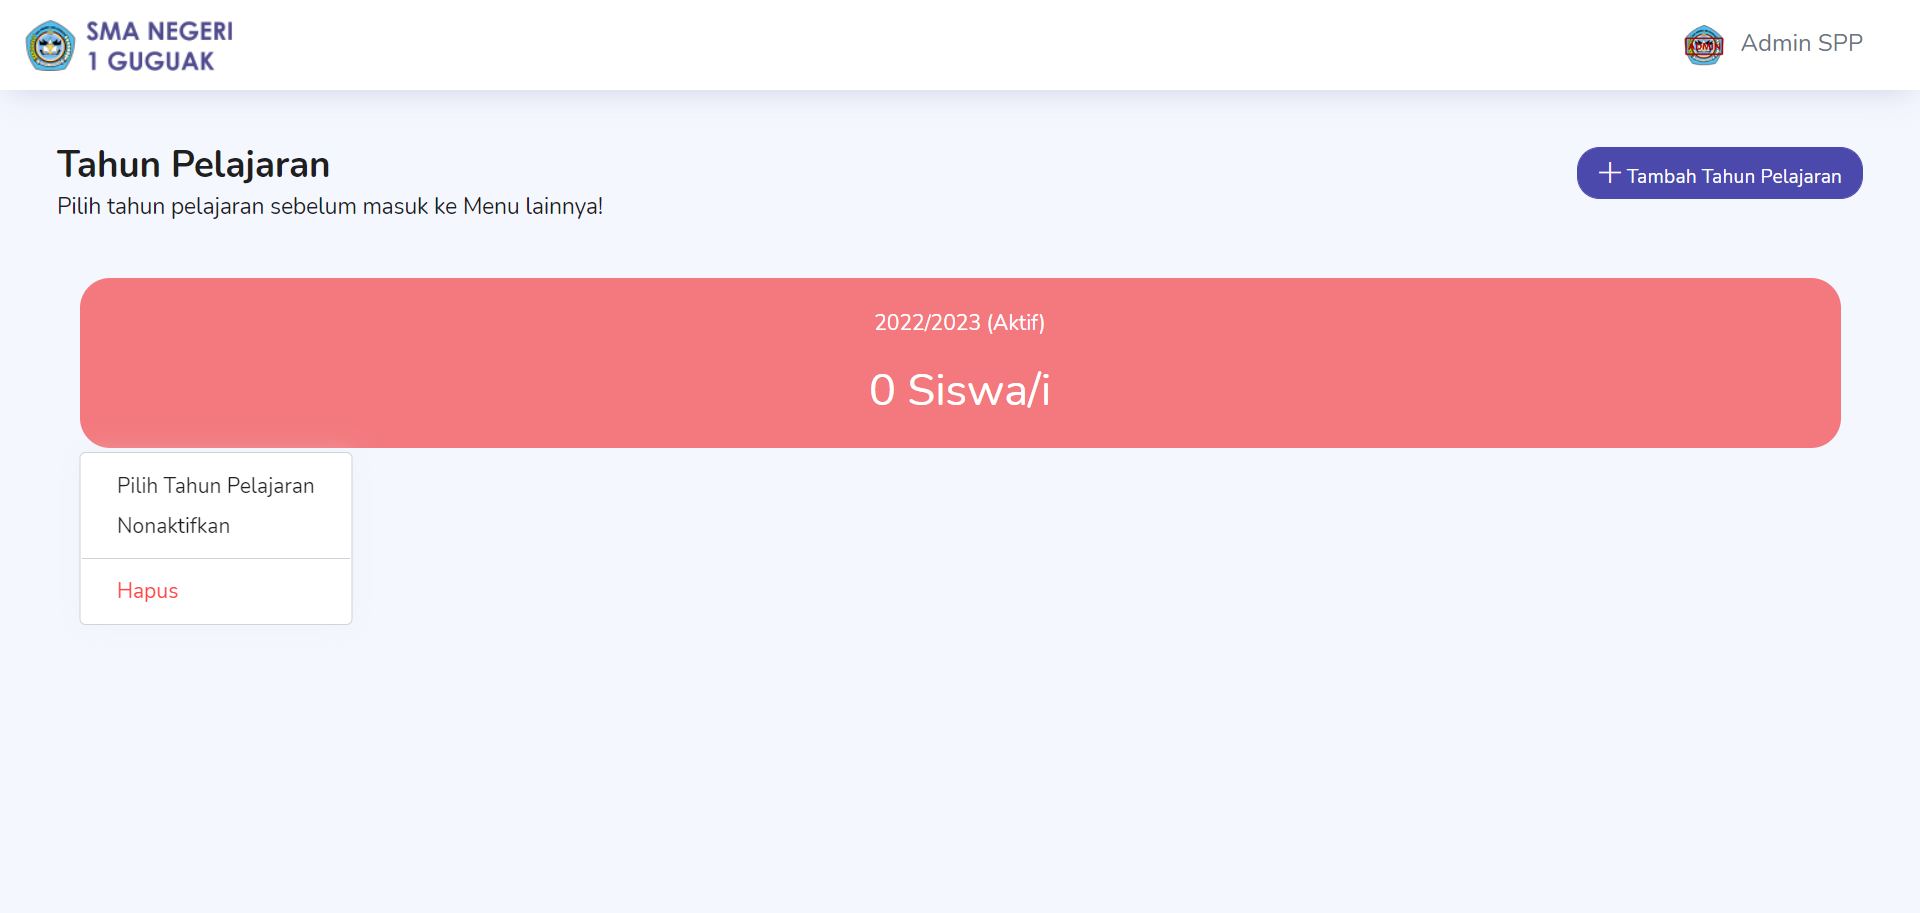 SMA NEGERI
1 GUGUAK
ADMIN
Admin SPP
Tahun Pelajaran
Pilih tahun pelajaran sebelum masuk ke Menu lainnya!
Tambah Tahun Pelajaran
2022/2023 (Aktif)
0 Siswa/i
Pilih Tahun Pelajaran
Nonaktifkan
Hapus